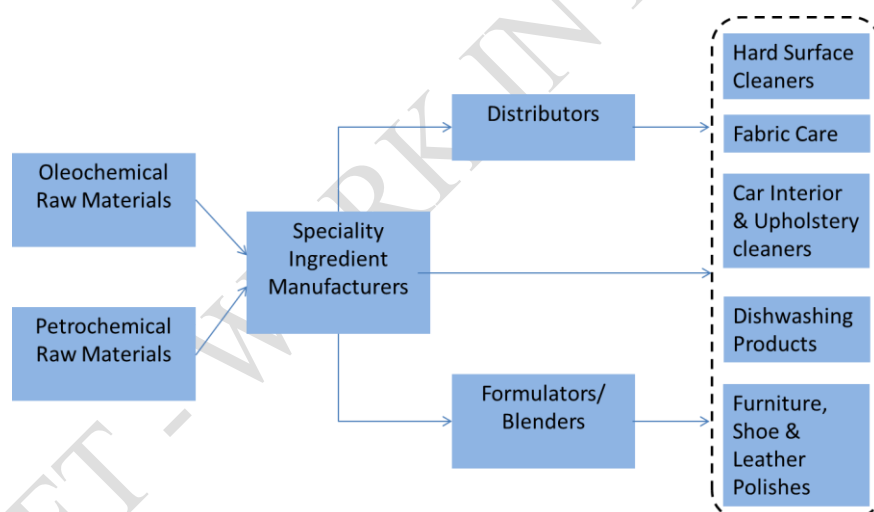 Oleochemical
Raw Materials
Petrochemical
Raw Materials
Speciality
Ingredient
Manufacturers
Distributors
Formulators/
Blenders
Hard Surface
Cleaners
Fabric Care
Car Interior
& Upholstery
cleaners
Dishwashing
Products
Furniture,
Shoe &
Leather
Polishes